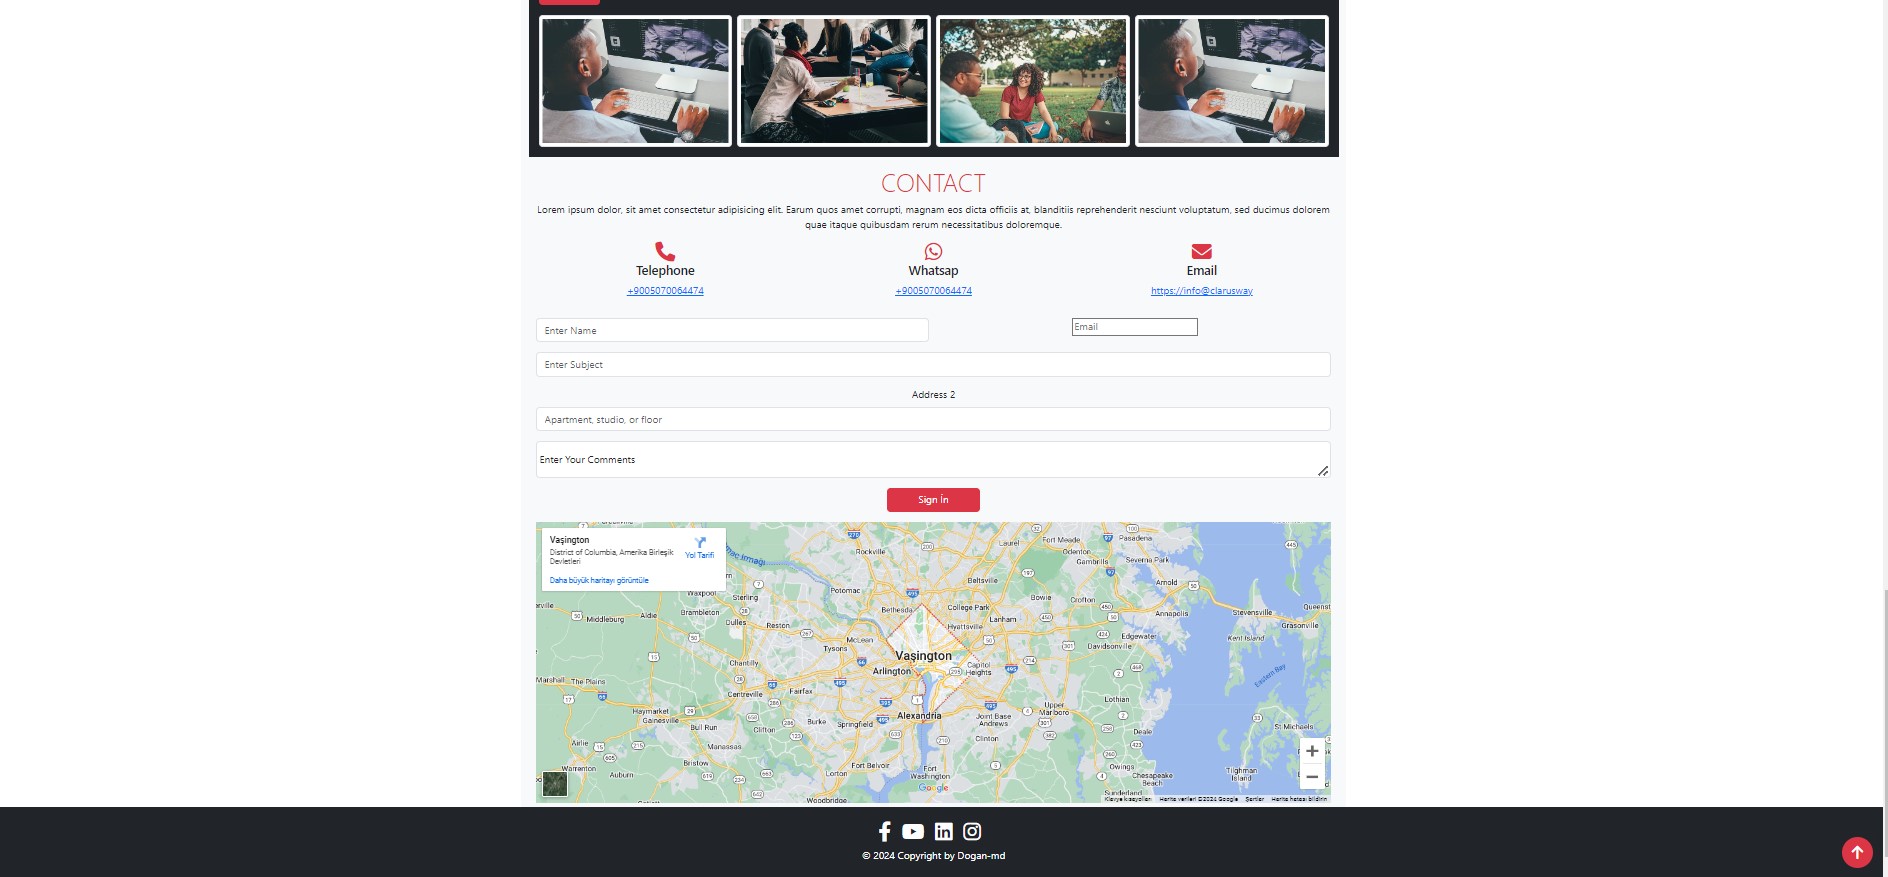 CONTACT
Lorem ipsum dolor, sit amet consectetur adipisicing elit. Earum quos amet corrupti, magnam eos dicta officiis at, blanditiis reprehenderit nesciunt voluptatum, sed ducimus dolorem
quae itaque quibusdam rerum necessitatibus doloremque.
Telephone
+9005070064474
Whatsap
+9005070064474
Email
https://info@clarusway
Enter Name
Email
Enter Subject
Address 2
Apartment, studio, or floor
Enter Your Comments
Sign İn
Vaşington
District of Columbia, Amerika Birleşik
Devletleri
Yol Tarifi
Daha büyük haritayı görüntüle
Rockville
Laurel
Fort Meade
Pasadena
Odenton
Gambrills
Severna Park
Beltsville
Arnold
Potomac
Sterling
Bowie
Crofton
Annapolis
Stevensville
Grasonville
Middleburg
Aldie
Brambleton
Dulles
Reston
McLean
Bethesda
College Park
Hyattsville
Lanham
Edgewater
Davidsonville
Kent Island
Tysons
Vaşington
Chantilly
Arlington
Capitol
Heights
Eastern Bay
Marshall
The Plains
Centreville
Fairfax
Lothian
Haymarket
Gainesville
Burke
Springfield
Alexandria
Joint Base
Andrews
Upper
Marlboro
Bull Run
Clifton
Deale
St Michaels
Airlie
Manassas
Clinton
Warrenton
Auburn
Bristow
Lorton
Fort Belvoir
Fort
Washington
Owings
Chesapeake
Beach
Tilghman
Island
Sunderland
Woodbridge
Google
Klavye kısayolları
Harita verileri ©2024 Google
Şartlar
Harita hatası bildirin
© 2024 Copyright by Dogan-md